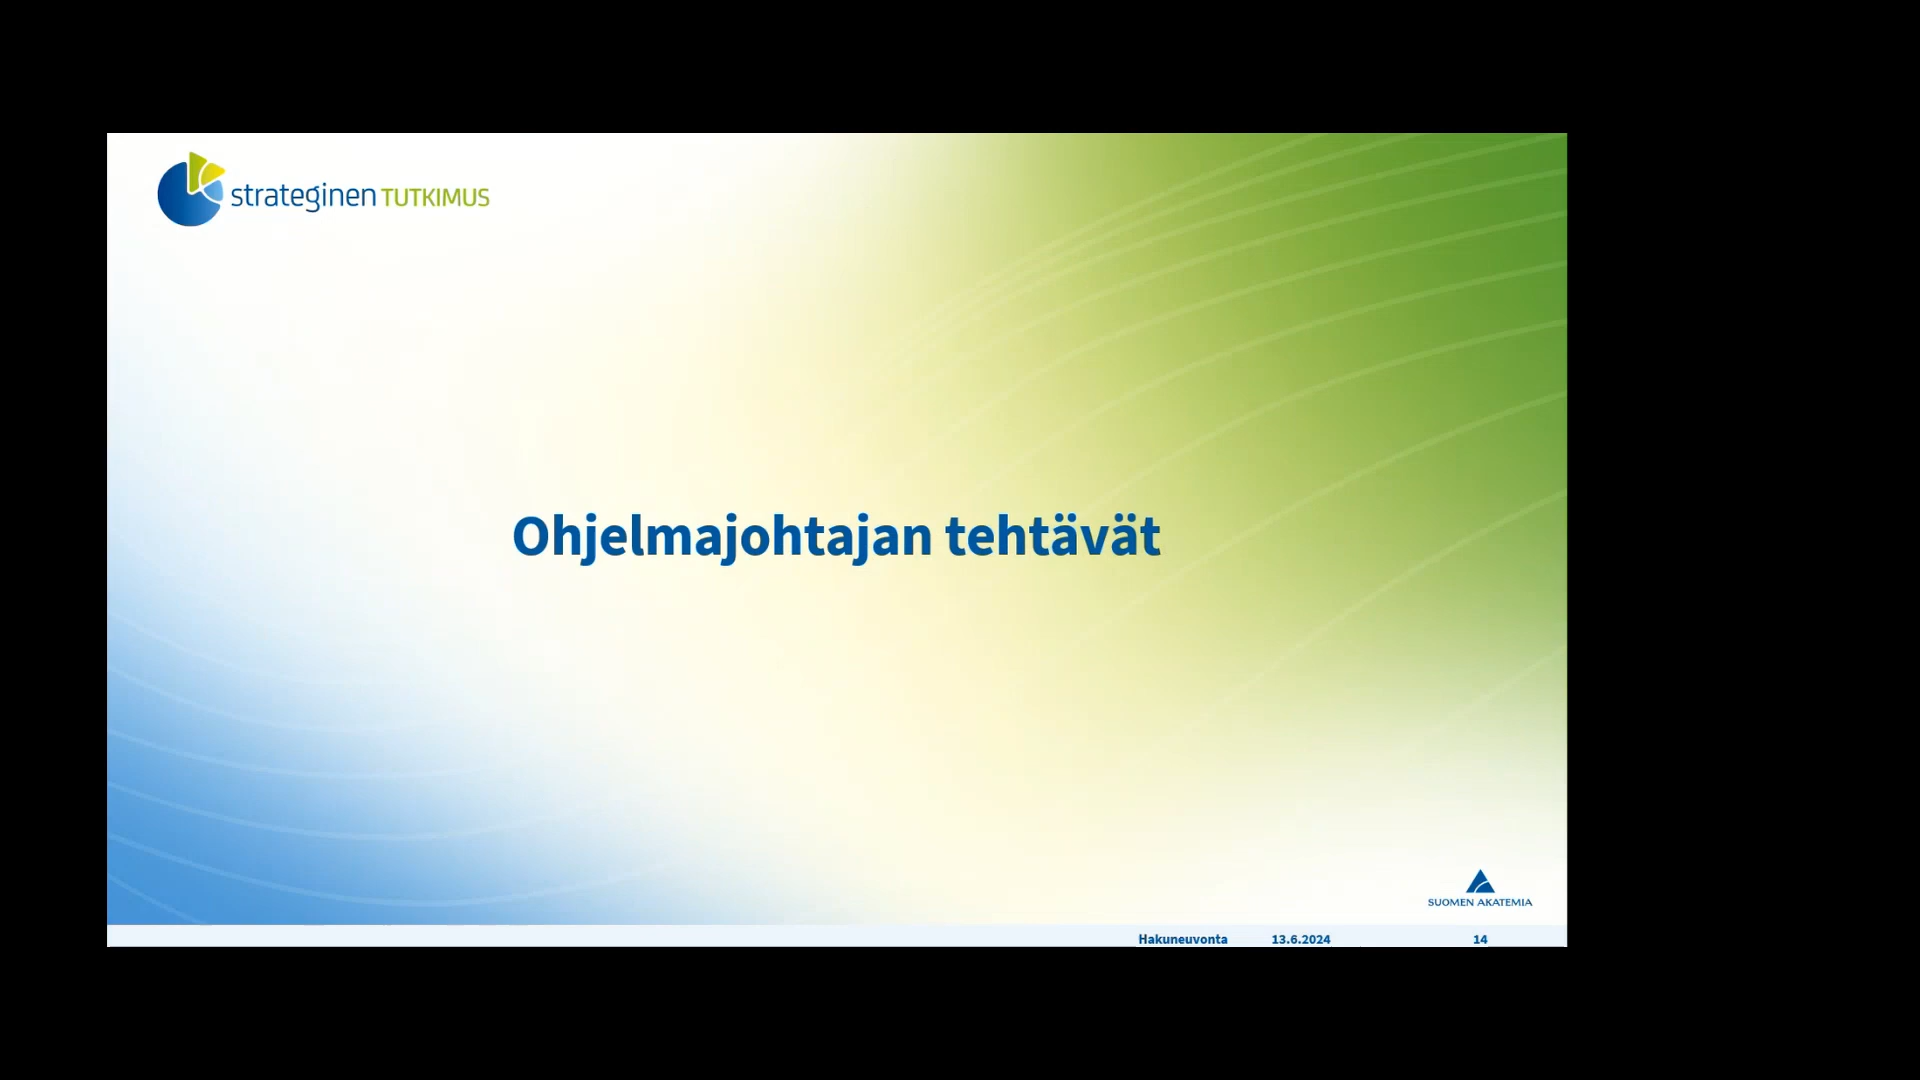 strateginen TUTKIMUS
Ohjelmajohtajan tehtävät
SUOMEN AKATEMIA
Hakuneuvonta 13.6.2024 14